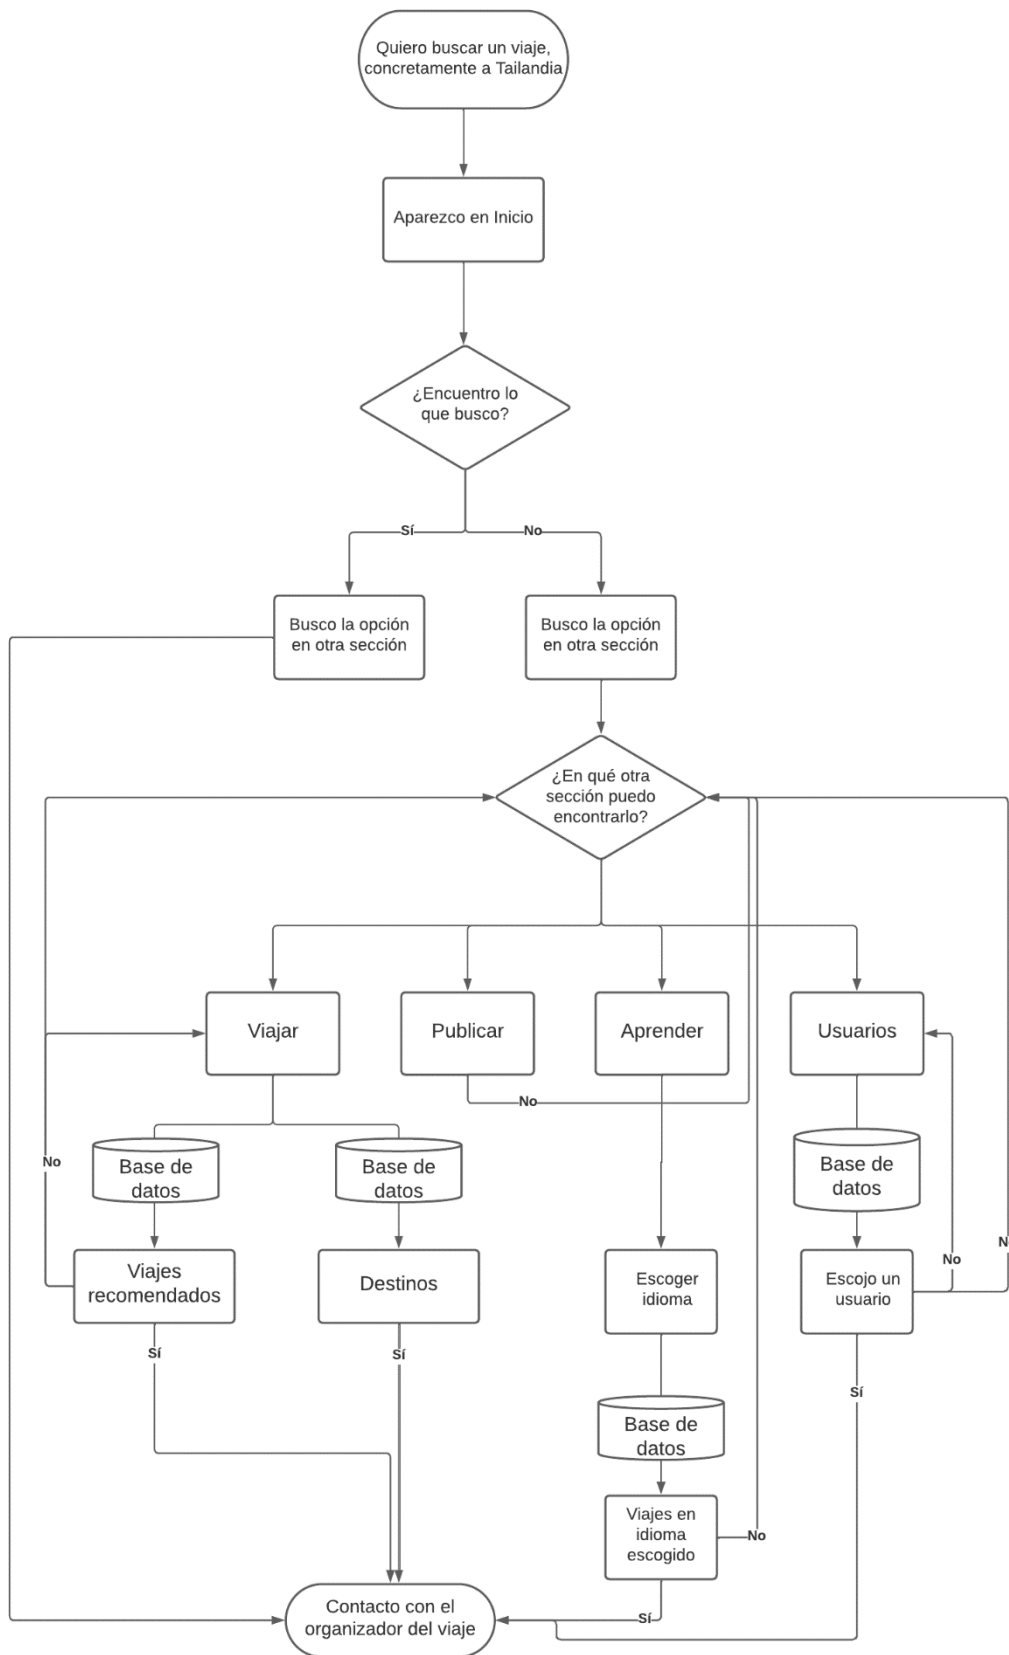 Quiero buscar un viaje,
concretamente a Tailandia
Aparezco en Inicio
¿Encuentro lo
que busco?
Sí
No
Busco la opción
en otra sección
Busco la opción
en otra sección
¿En qué otra
sección puedo
encontrarlo?
Viajar
Publicar
Aprender
Usuarios
No
No
Base de
datos
Base de
datos
Base de
datos
N
No
Viajes
recomendados
Destinos
Escoger
idioma
Escojo un
usuario
Sí
Sí
Sí
Base de
datos
Viajes en
idioma
escogido
No
Sí
Contacto con el
organizador del viaje